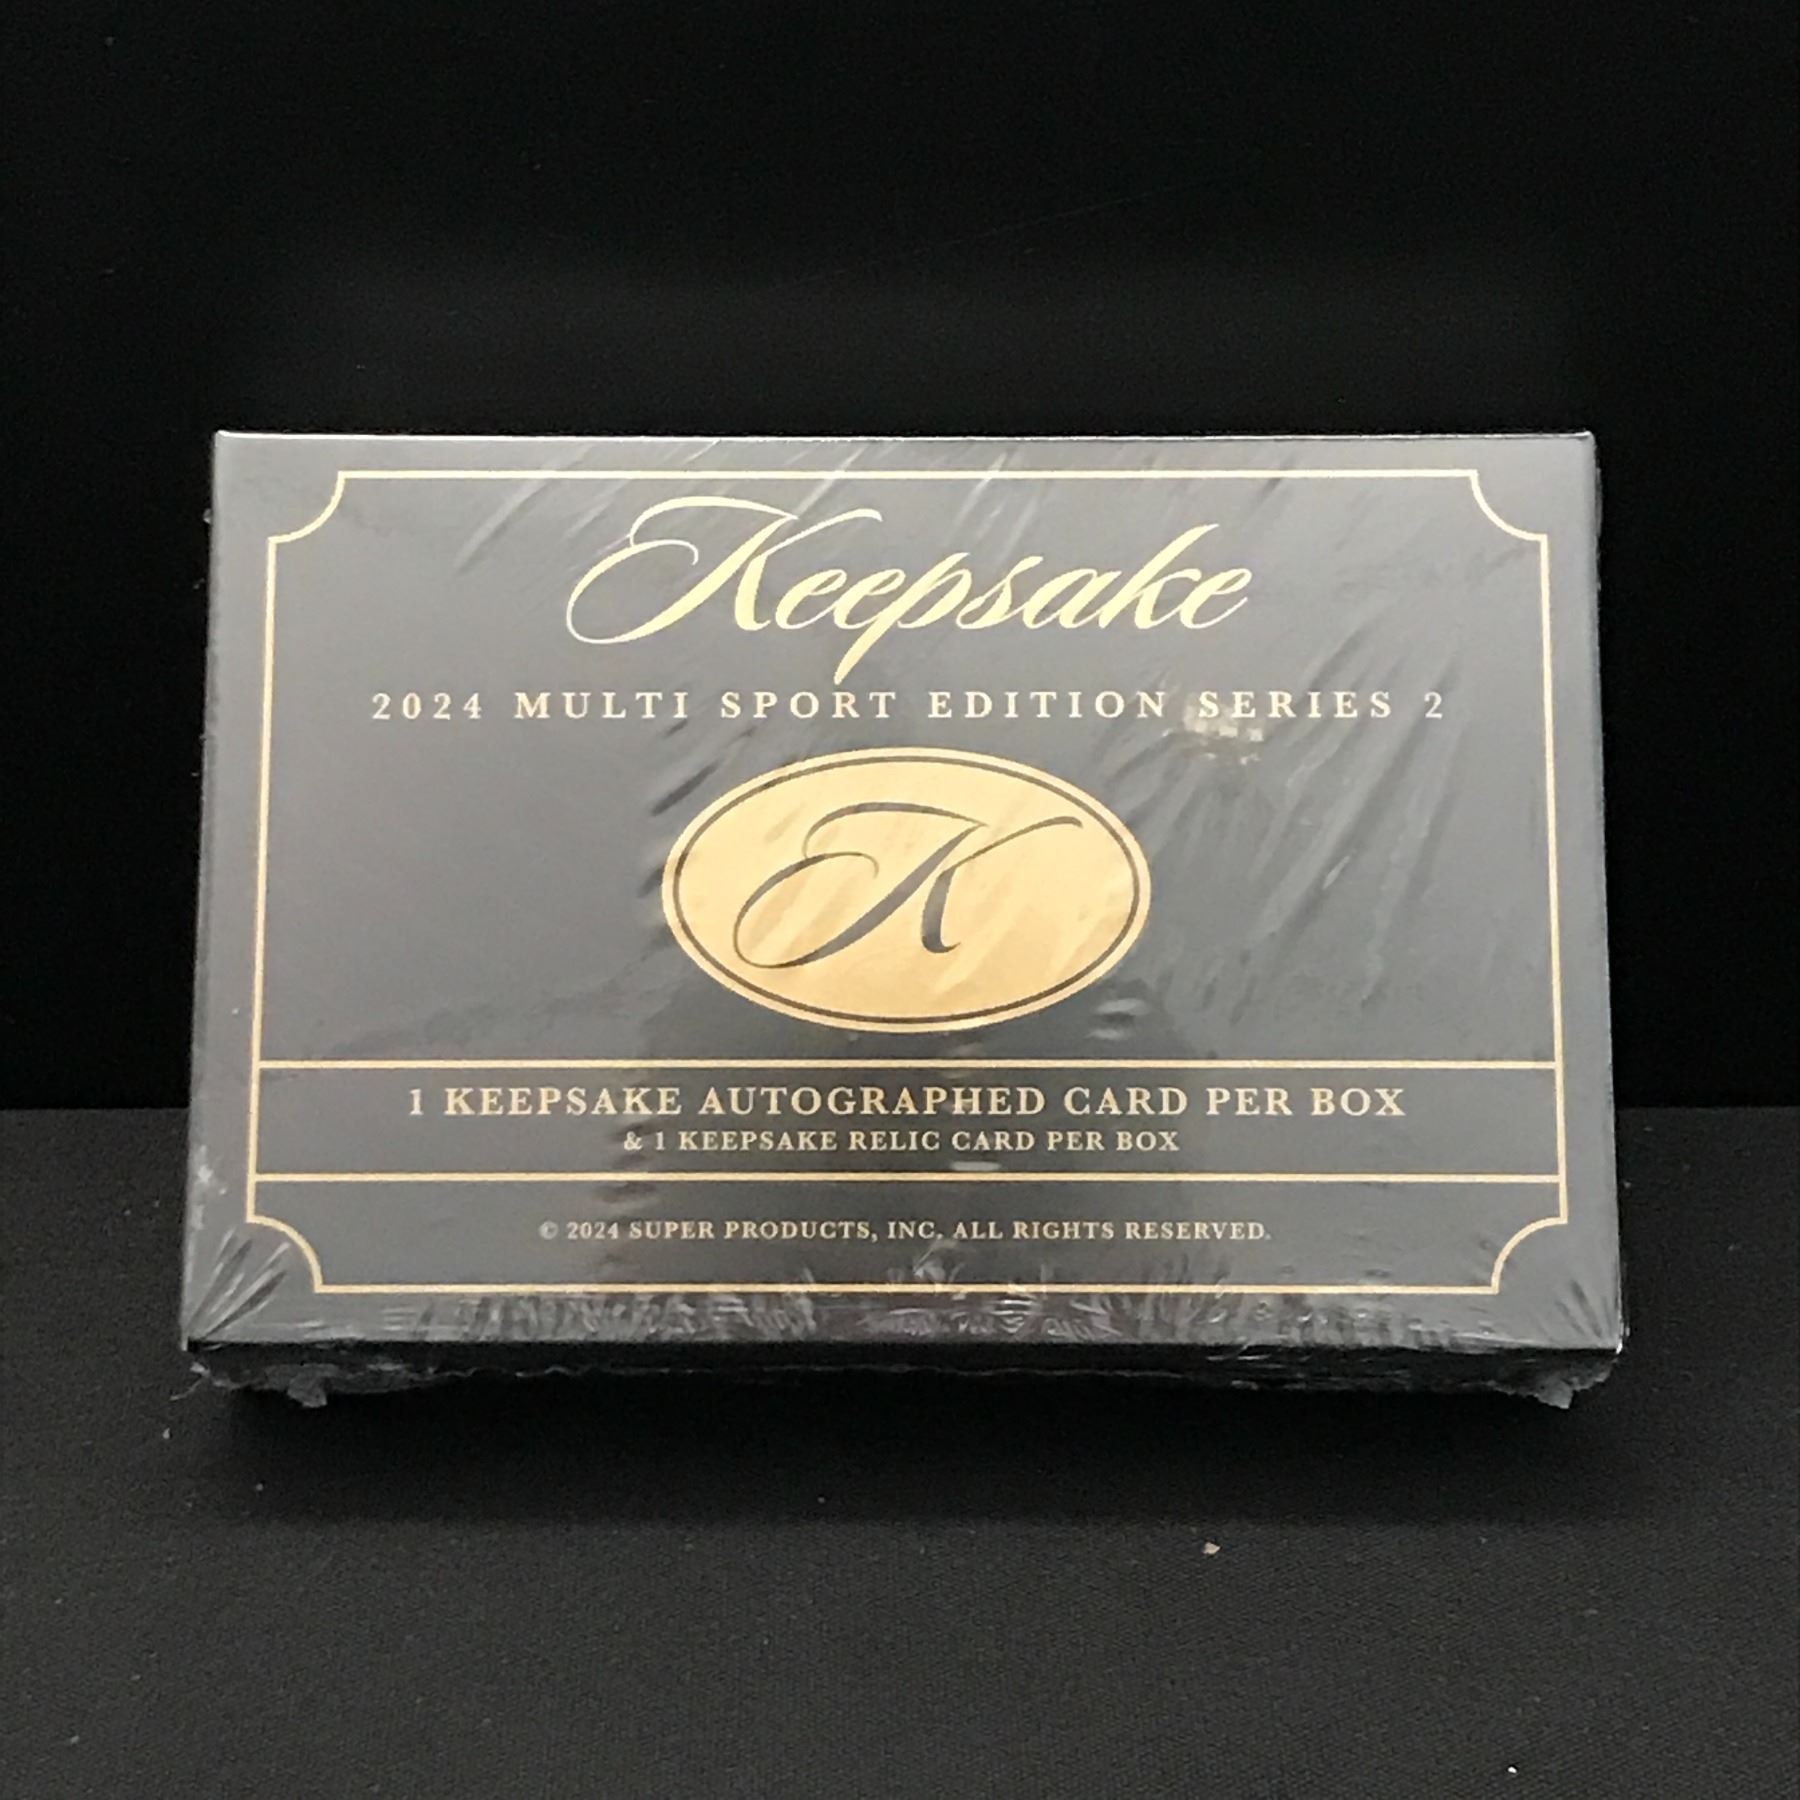 Keepsake
2024 MULTI SPORT EDITION SERIES 2
K
1 KEEPSAKE AUTOGRAPHED CARD PER BOX
& 1 KEEPSAKE RELIC CARD PER BOX
© 2024 SUPER PRODUCTS, INC. ALL RIGHTS RESERVED.